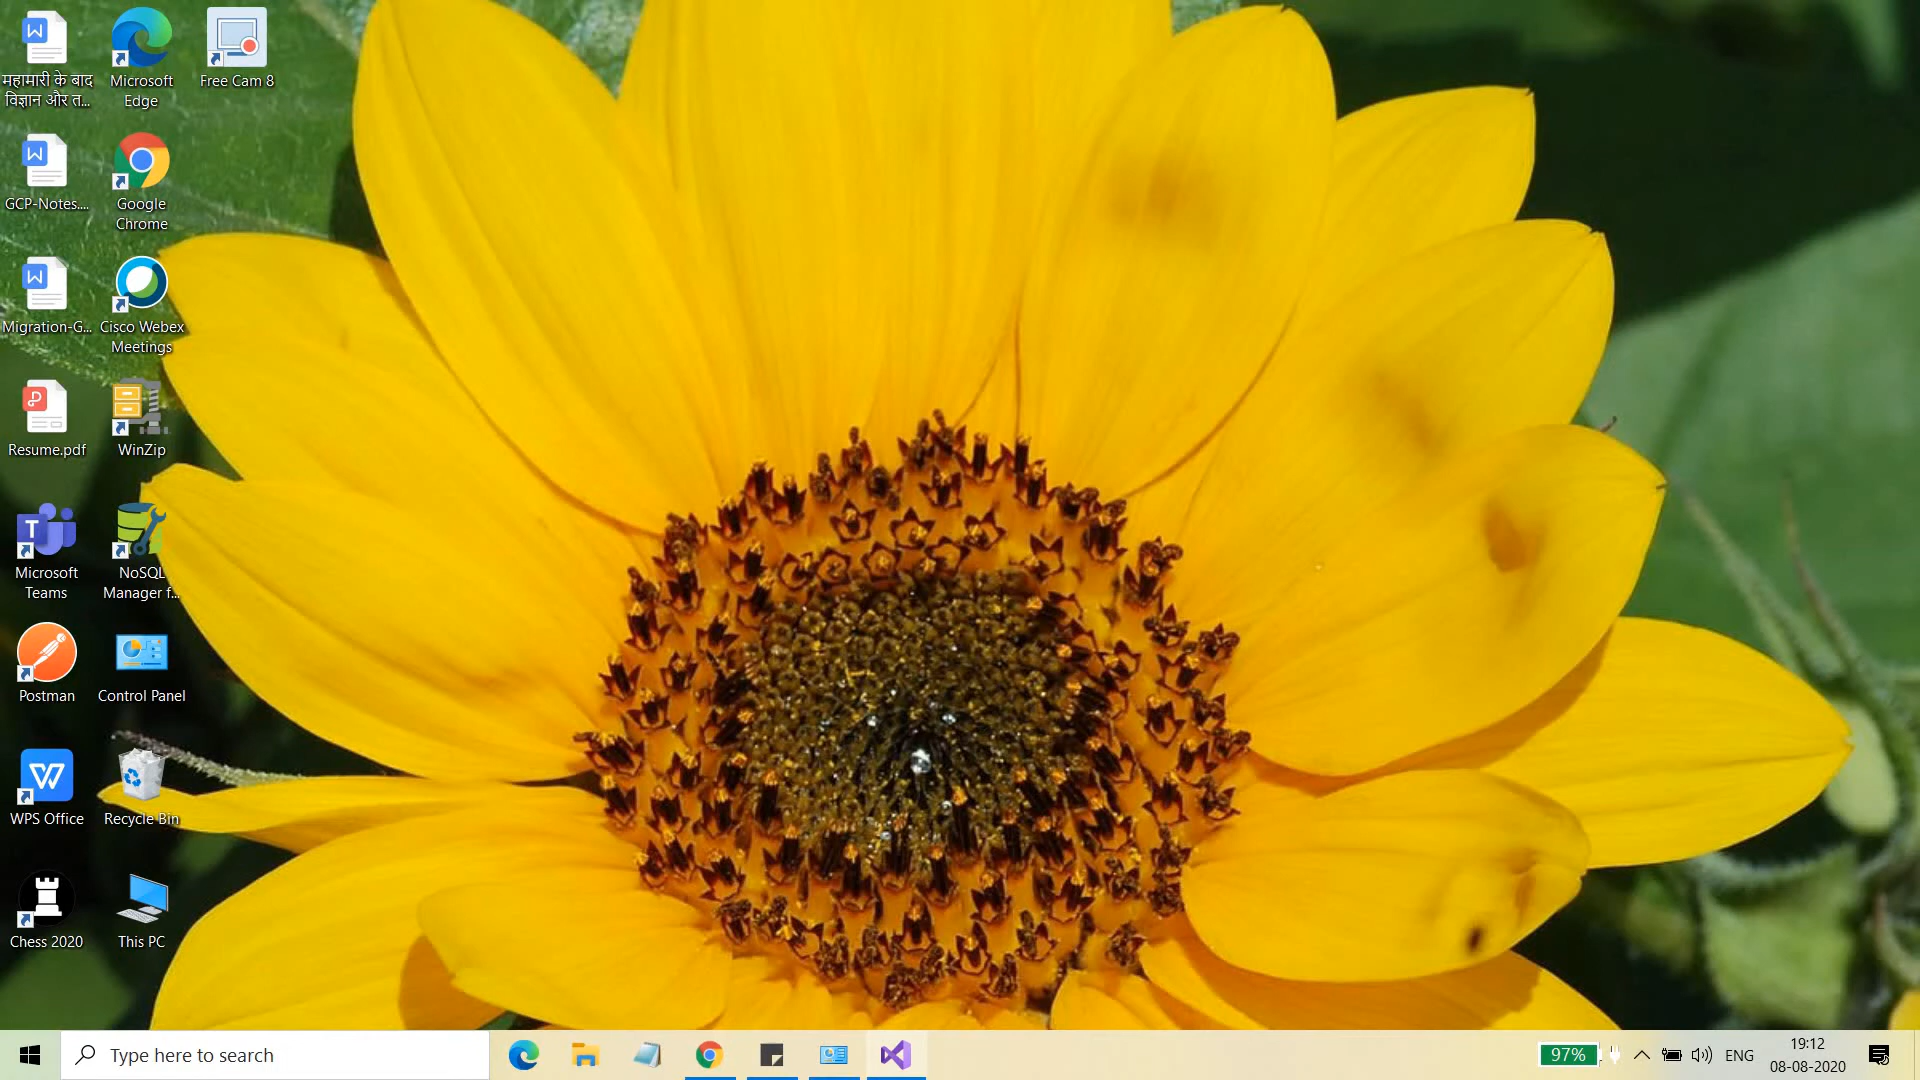 महामारी के बाद
विज्ञान और त...
Microsoft
Edge
Free Cam 8
GCP-Notes....
Google
Chrome
Migration-G...
Cisco Webex
Meetings
Resume.pdf
WinZip
Microsoft
Teams
NoSQL
Manager f...
Postman
Control Panel
WPS Office
Recycle Bin
Chess 2020
This PC
Type here to search
97%
ENG
19:12
08-08-2020